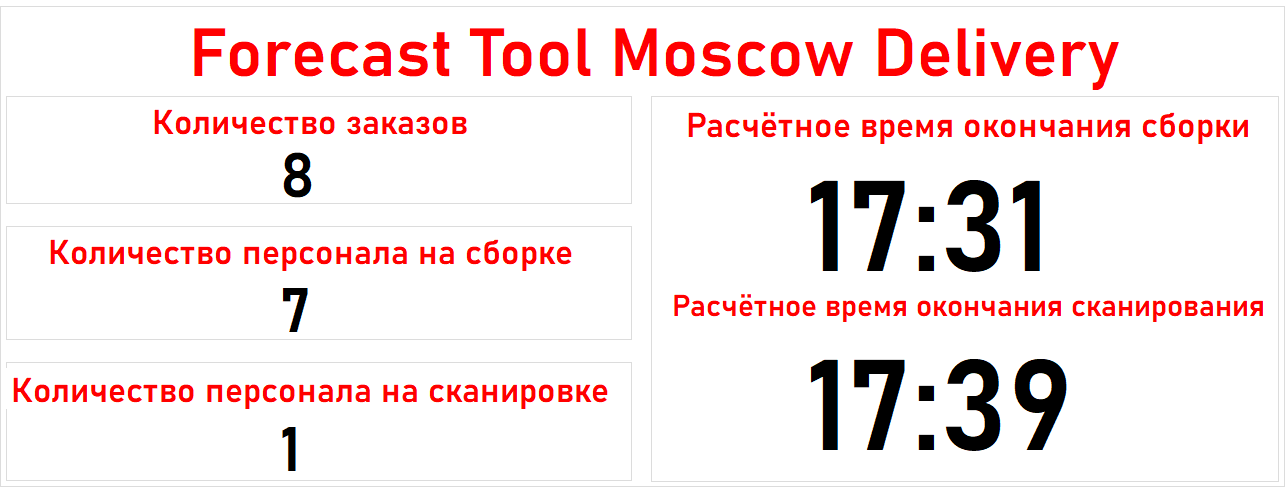 Forecast Tool Moscow Delivery
Количество заказов
8
Количество персонала на сборке
7
Количество персонала на сканировке
1
Расчётное время окончания сборки
17:31
Расчётное время окончания сканирования
17:39